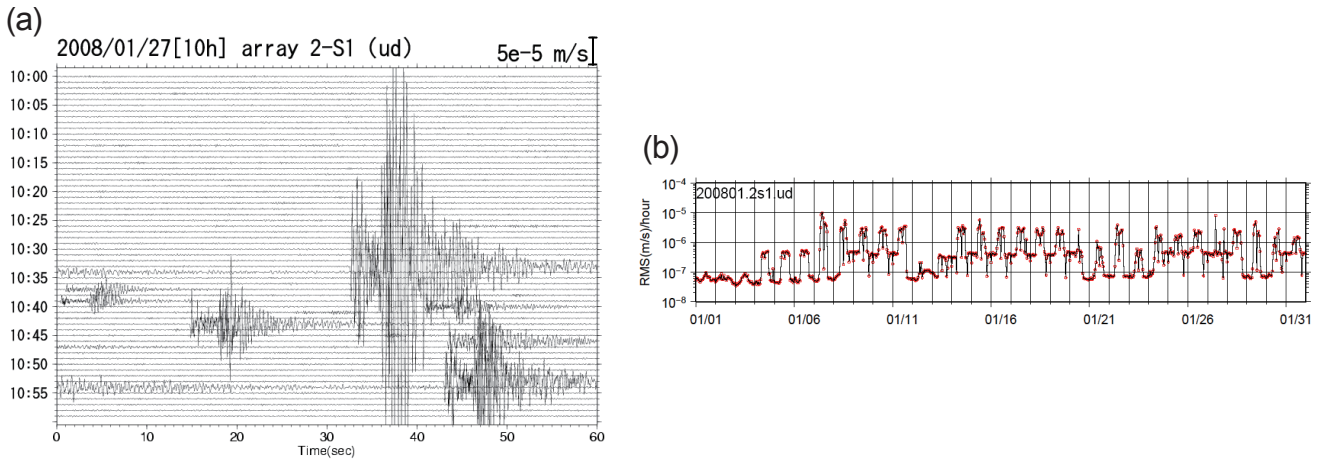 (a)
2008/01/27[10h] array 2-S1 (ud) 5e-5 m/s
10:00
10:05
10:10
10:15
10:20
10:25
10:30
10:35
10:40
10:45
10:50
10:55
0 10 20 30 40 50 60
Time(sec)
(b)
200801.2s1.ud
RMS(m/s)/hour
10⁻⁴
10⁻⁵
10⁻⁶
10⁻⁷
10⁻⁸
01/01 01/06 01/11 01/16 01/21 01/26 01/31